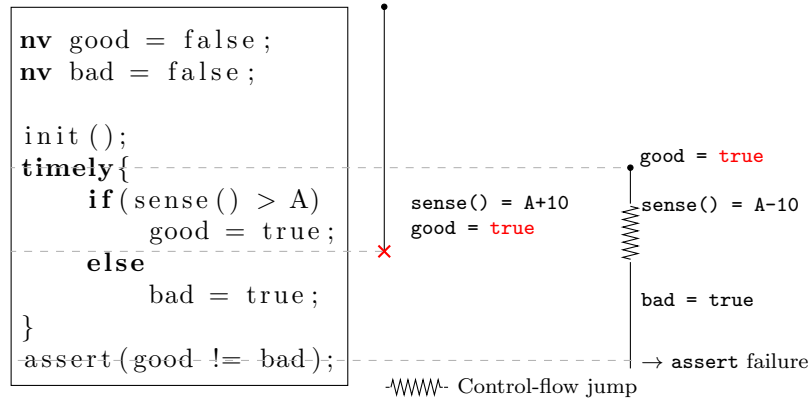 nv good = false;
nv bad = false;
init();
timely{
if(sense() > A)
good = true;
else
bad = true;
}
assert(good != bad);
sense() = A+10
good = true
good = true
sense() = A-10
bad = true
→ assert failure
Control-flow jump